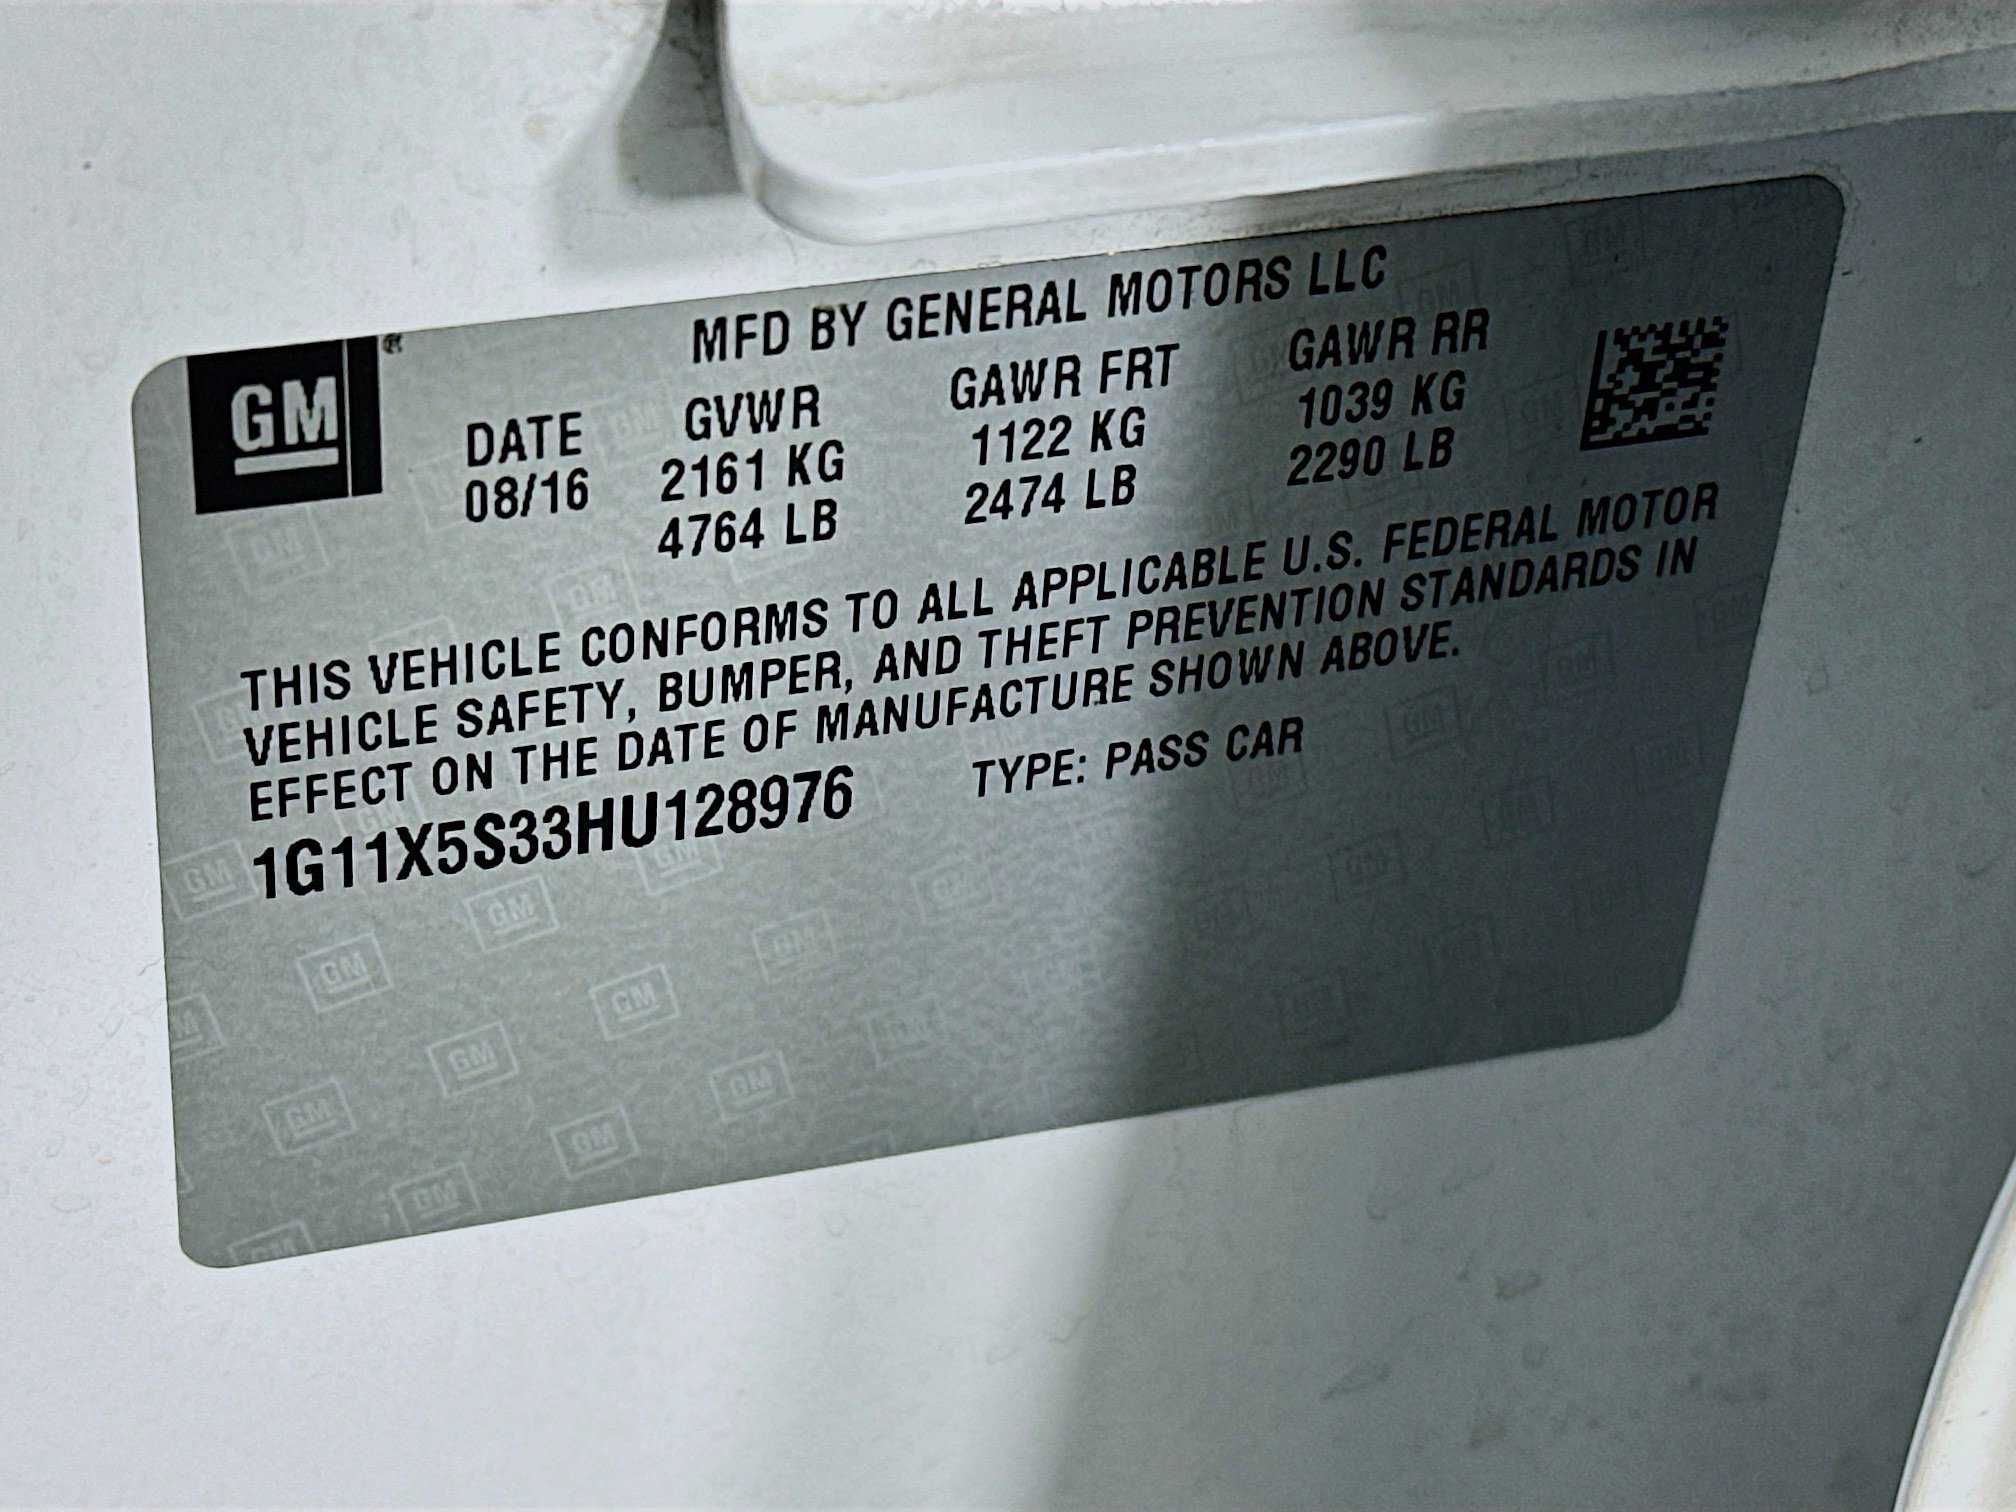 GM ®
MFD BY GENERAL MOTORS LLC
DATE GVWR GAWR FRT GAWR RR
08/16 2161 KG 1122 KG 1039 KG
4764 LB 2474 LB 2290 LB
THIS VEHICLE CONFORMS TO ALL APPLICABLE U.S. FEDERAL MOTOR
VEHICLE SAFETY, BUMPER, AND THEFT PREVENTION STANDARDS IN
EFFECT ON THE DATE OF MANUFACTURE SHOWN ABOVE.
1G11X5S33HU128976 TYPE: PASS CAR